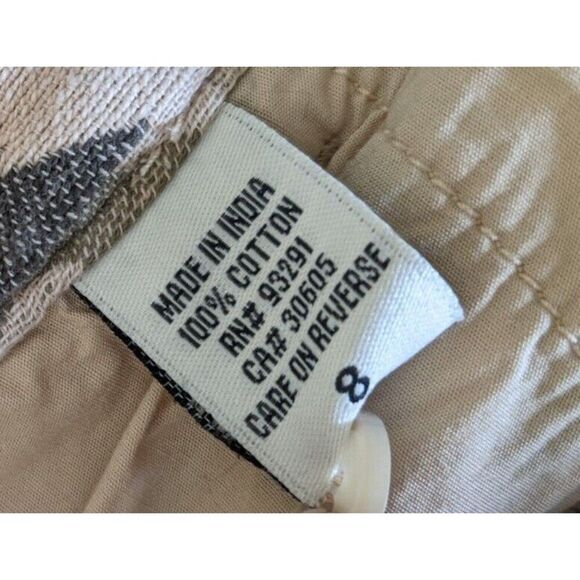 MADE IN INDIA
100% COTTON
RN# 93291
CA# 30605
CARE ON REVERSE
8